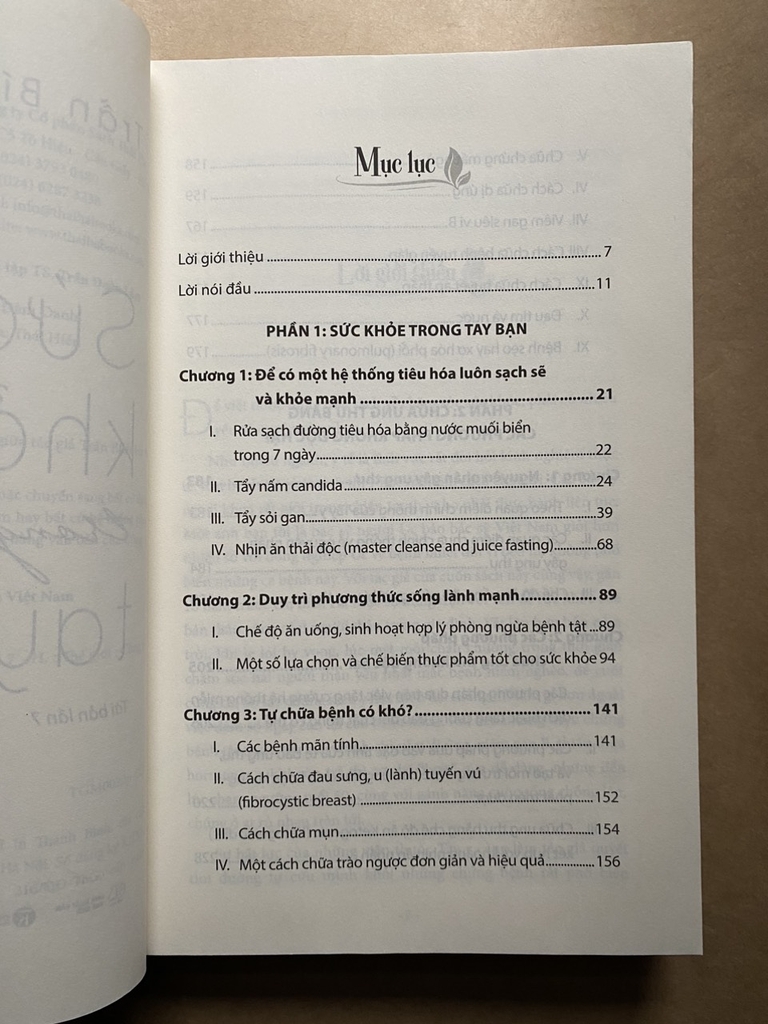 Mục lục
Lời giới thiệu ..... 7
Lời nói đầu ..... 11
PHẦN 1: SỨC KHỎE TRONG TAY BẠN
Chương 1: Để có một hệ thống tiêu hóa luôn sạch sẽ
và khỏe mạnh ..... 21
I. Rửa sạch đường tiêu hóa bằng nước muối biển
trong 7 ngày ..... 22
II. Tẩy nấm candida ..... 24
III. Tẩy sỏi gan ..... 39
IV. Nhịn ăn thải độc (master cleanse and juice fasting) ..... 68
Chương 2: Duy trì phương thức sống lành mạnh ..... 89
I. Chế độ ăn uống, sinh hoạt hợp lý phòng ngừa bệnh tật ...89
II. Một số lựa chọn và chế biến thực phẩm tốt cho sức khỏe 94
Chương 3: Tự chữa bệnh có khó? ..... 141
I. Các bệnh mãn tính ..... 141
II. Cách chữa đau sưng, u (lành) tuyến vú
(fibrocystic breast) ..... 152
III. Cách chữa mụn ..... 154
IV. Một cách chữa trào ngược đơn giản và hiệu quả ..... 156